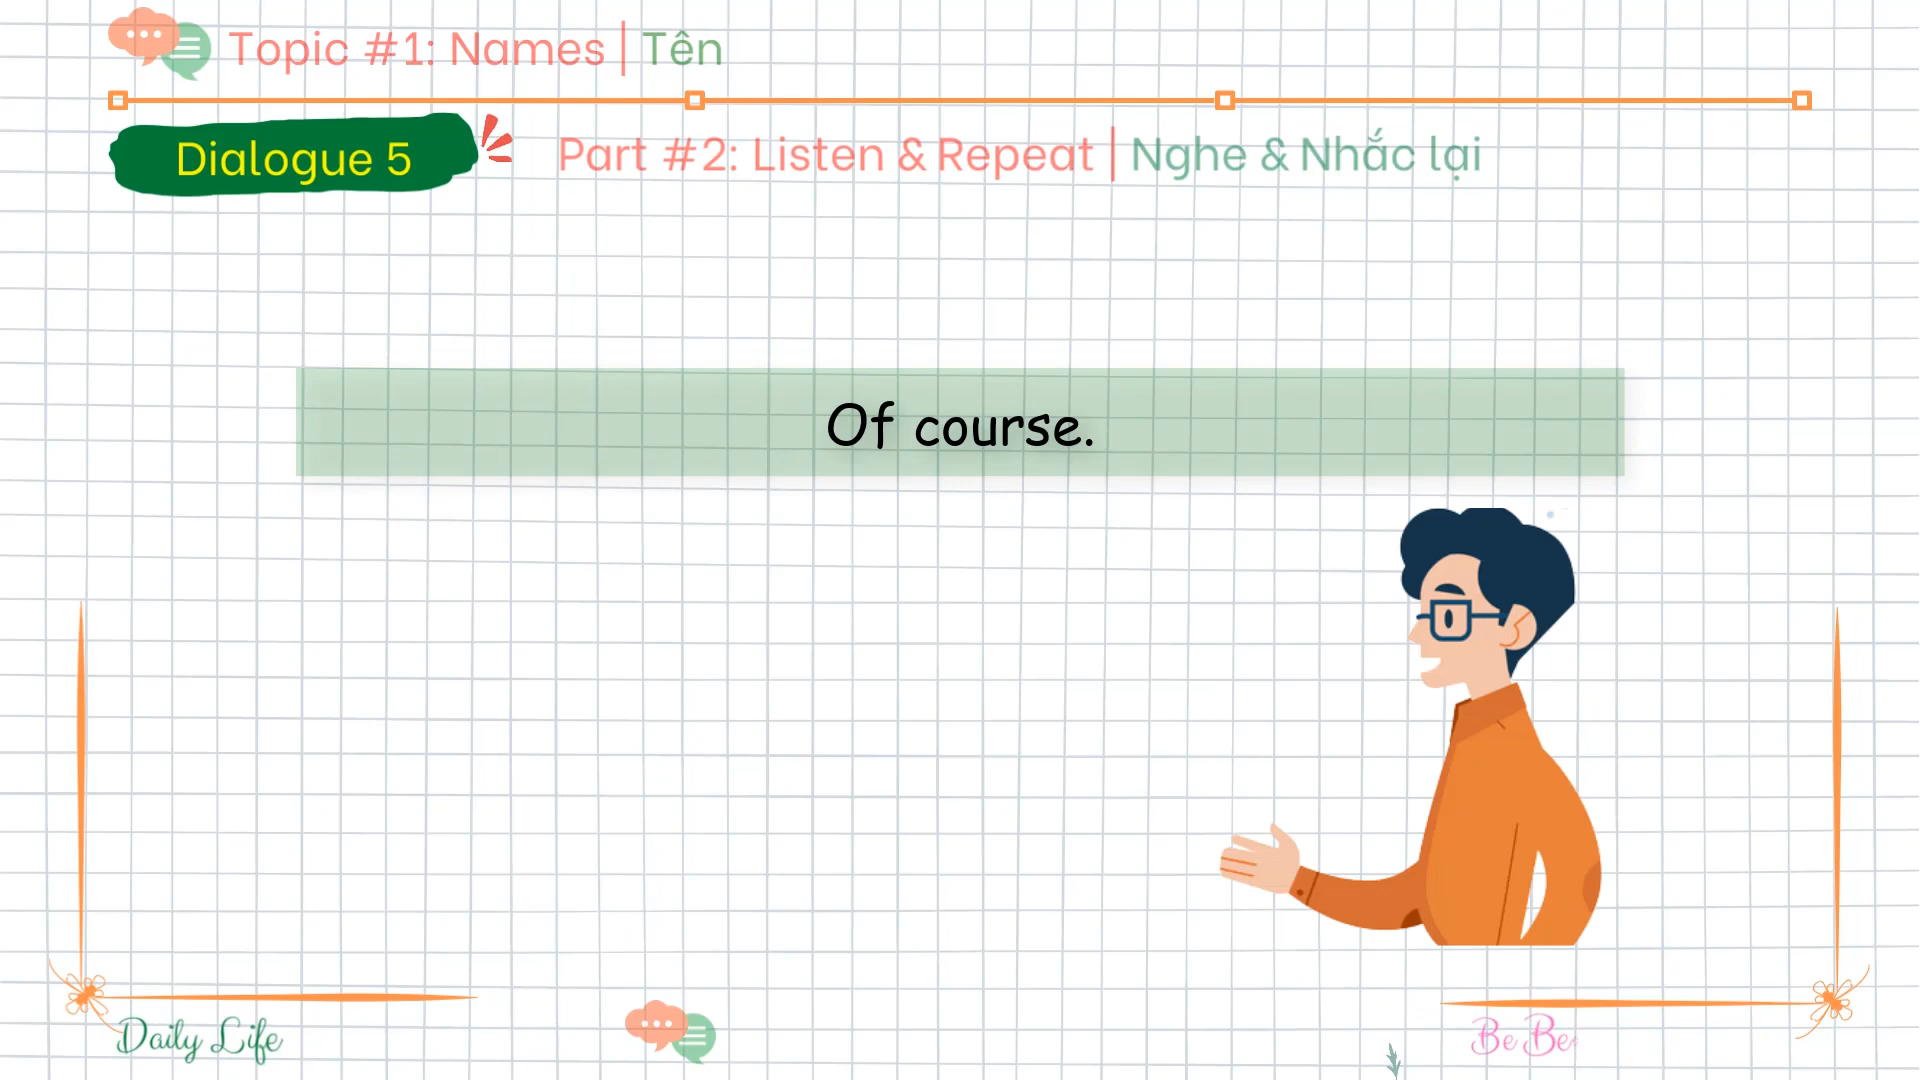 Topic #1: Names | Tên
Dialogue 5
Part #2: Listen & Repeat | Nghe & Nhắc lại
Of course.
Daily Life
Be Be